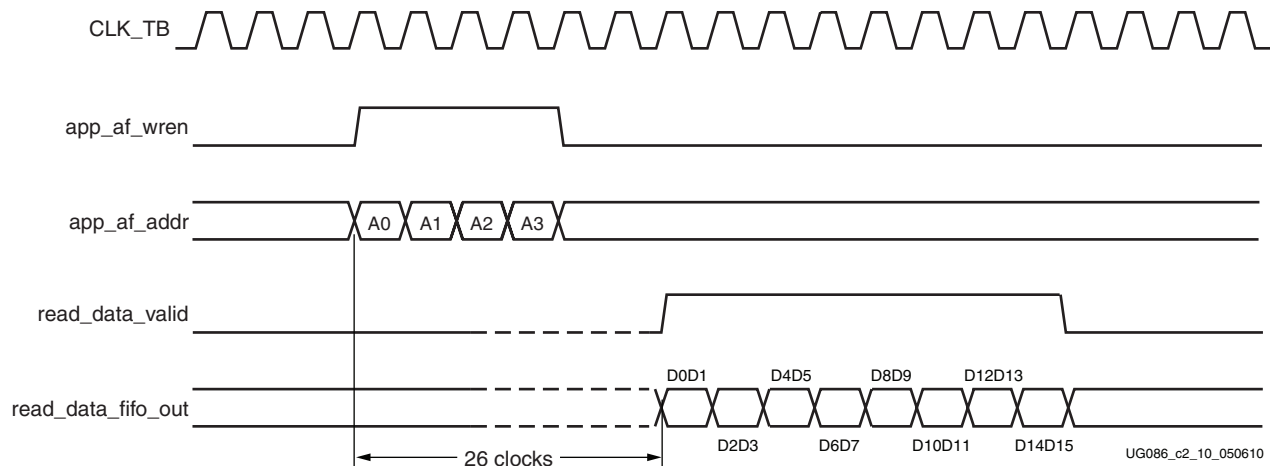 CLK_TB
app_af_wren
app_af_addr
A0 A1 A2 A3
read_data_valid
D0D1 D4D5 D8D9 D12D13
read_data_fifo_out
D2D3 D6D7 D10D11 D14D15
26 clocks
UG086_c2_10_050610